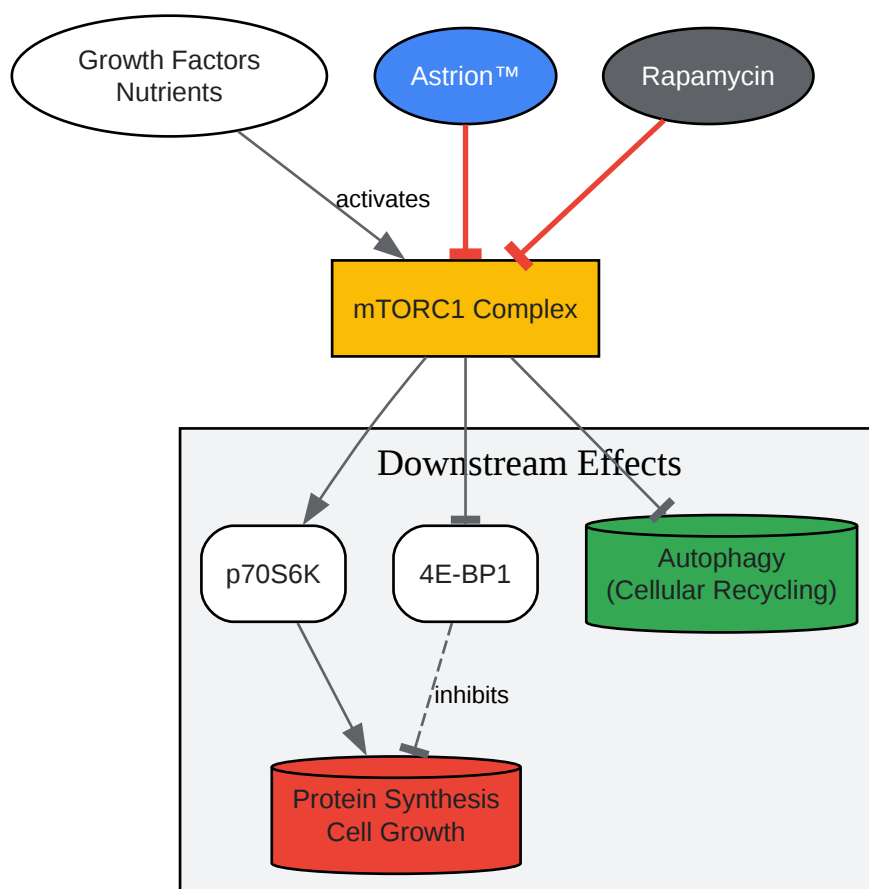 Growth Factors
Nutrients
Astrion™
Rapamycin
activates
mTORC1 Complex
Downstream Effects
p70S6K
4E-BP1
Autophagy
(Cellular Recycling)
inhibits
Protein Synthesis
Cell Growth